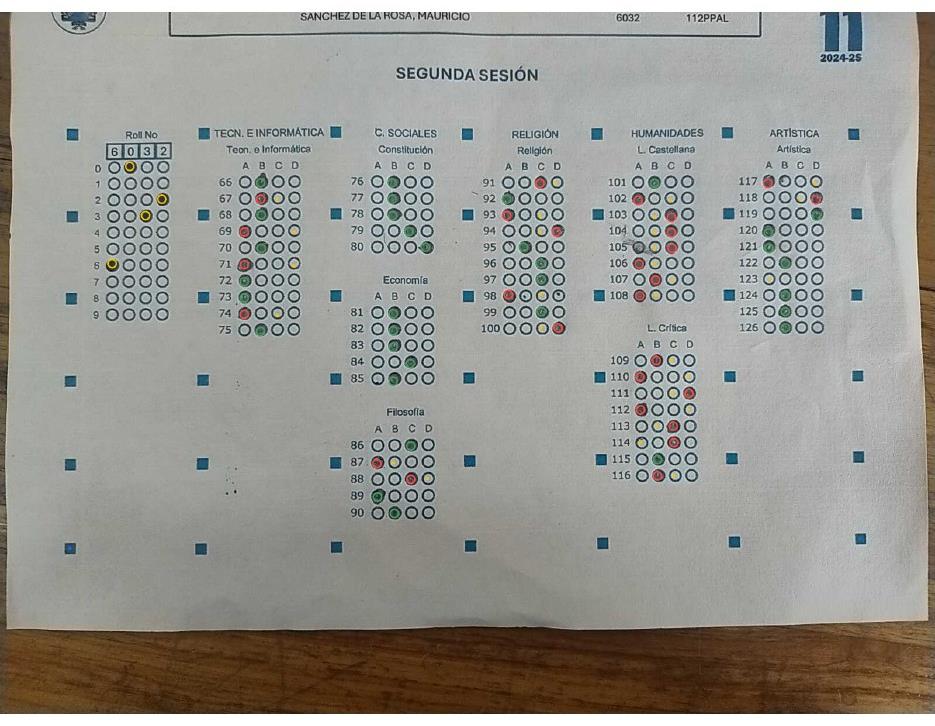 SANCHEZ DE LA ROSA, MAURICIO 6032 112PPAL
11
2024-25
SEGUNDA SESIÓN
Roll No
6 0 3 2
0
1
2
3
4
5
6
7
8
9
TECN. E INFORMÁTICA
Tecn. e Informática
A B C D
66
67
68
69
70
71
72
73
74
75
C. SOCIALES
Constitución
A B C D
76
77
78
79
80
Economía
A B C D
81
82
83
84
85
Filosofía
A B C D
86
87
88
89
90
RELIGIÓN
Religión
A B C D
91
92
93
94
95
96
97
98
99
100
HUMANIDADES
L. Castellana
A B C D
101
102
103
104
105
106
107
108
L. Crítica
A B C D
109
110
111
112
113
114
115
116
ARTÍSTICA
Artística
A B C D
117
118
119
120
121
122
123
124
125
126